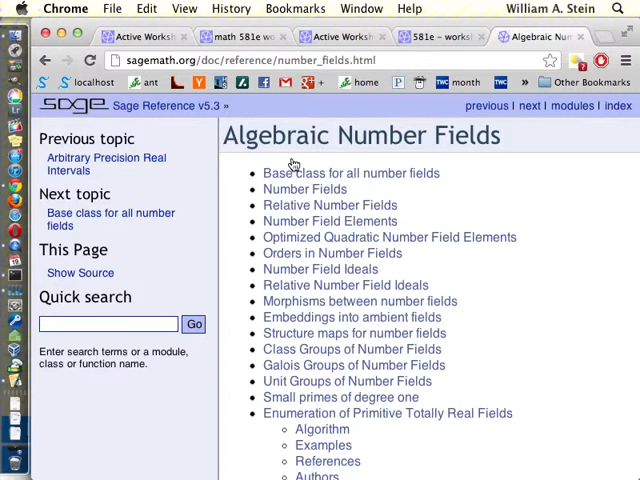 Chrome File Edit View History Bookmarks Window Help William A. Stein
Active Works
math 581e w
Active Works
581e – works
Algebraic Num
sagemath.org/doc/reference/number_fields.html
localhost ant home month TWC Other Bookmarks
sage Sage Reference v5.3 » previous | next | modules | index
Previous topic
Arbitrary Precision Real
Intervals
Next topic
Base class for all number
fields
This Page
Show Source
Quick search
Go
Enter search terms or a module,
class or function name.
Algebraic Number Fields
Base class for all number fields
Number Fields
Relative Number Fields
Number Field Elements
Optimized Quadratic Number Field Elements
Orders in Number Fields
Number Field Ideals
Relative Number Field Ideals
Morphisms between number fields
Embeddings into ambient fields
Structure maps for number fields
Class Groups of Number Fields
Galois Groups of Number Fields
Unit Groups of Number Fields
Small primes of degree one
Enumeration of Primitive Totally Real Fields
Algorithm
Examples
References
Authors